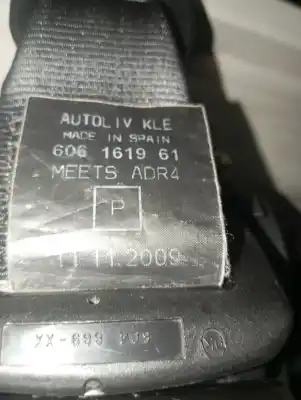 AUTOLIV KLE
MADE IN SPAIN
606 1619 61
MEETS ADR4
P
11.11.2009